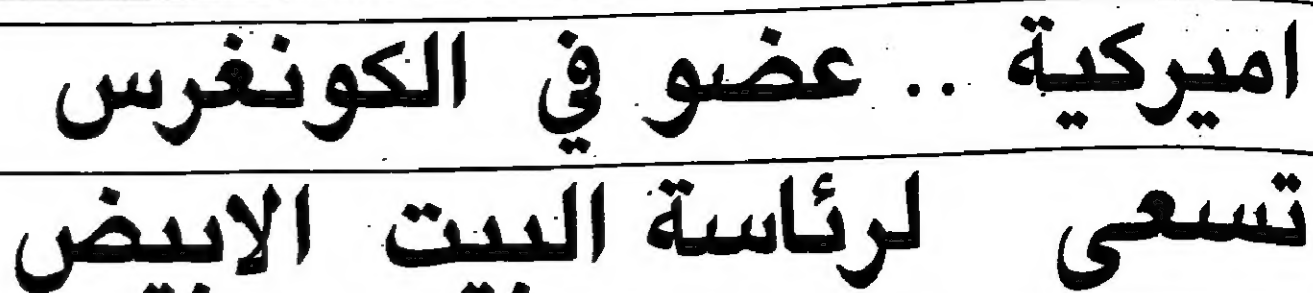 اميركية .. عضو في الكونغرس
تسعى لرئاسة البيت الابيض